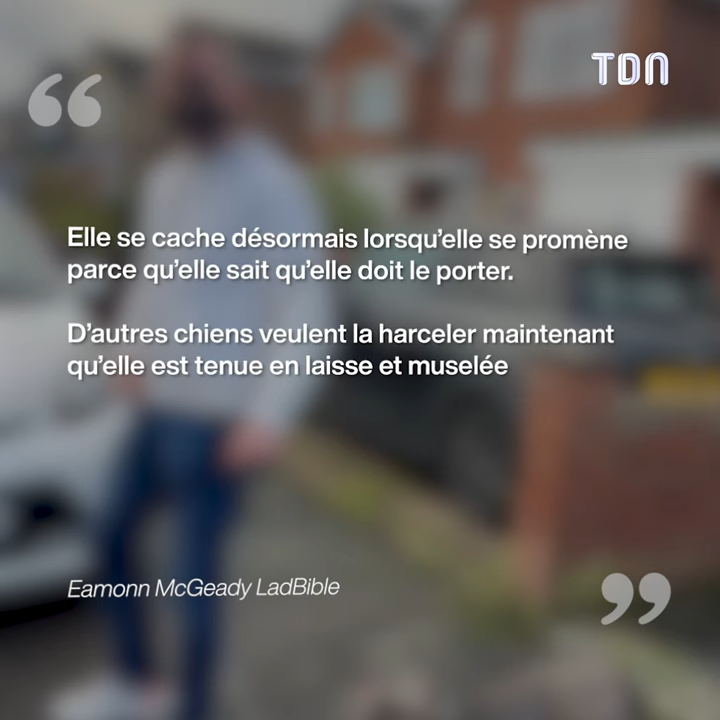 TDN
“
Elle se cache désormais lorsqu’elle se promène
parce qu’elle sait qu’elle doit le porter.
D’autres chiens veulent la harceler maintenant
qu’elle est tenue en laisse et muselée
Eamonn McGeady LadBible
”